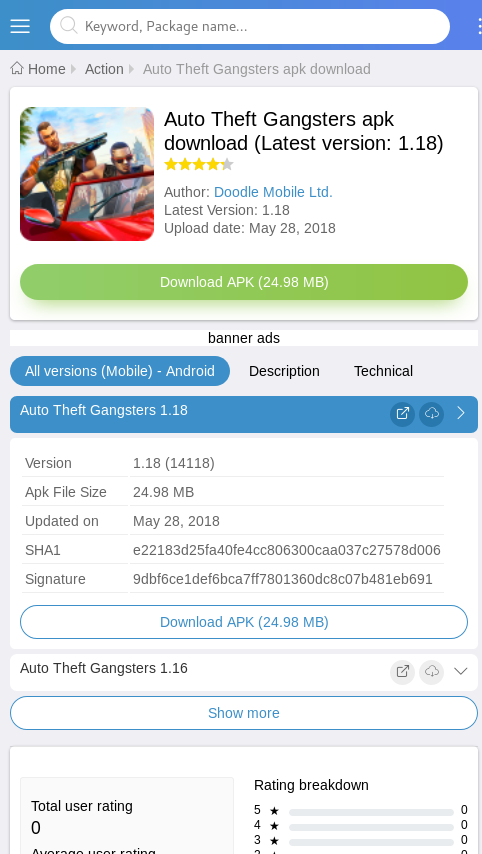 Keyword, Package name...
Home Action Auto Theft Gangsters apk download
Auto Theft Gangsters apk
download (Latest version: 1.18)
Author: Doodle Mobile Ltd.
Latest Version: 1.18
Upload date: May 28, 2018
Download APK (24.98 MB)
banner ads
All versions (Mobile) - Android Description Technical
Auto Theft Gangsters 1.18
Version 1.18 (14118)
Apk File Size 24.98 MB
Updated on May 28, 2018
SHA1 e22183d25fa40fe4cc806300caa037c27578d006
Signature 9dbf6ce1def6bca7ff7801360dc8c07b481eb691
Download APK (24.98 MB)
Auto Theft Gangsters 1.16
Show more
Total user rating
0
Average user rating
Rating breakdown
5 ★ 0
4 ★ 0
3 ★ 0
2 ★ 0